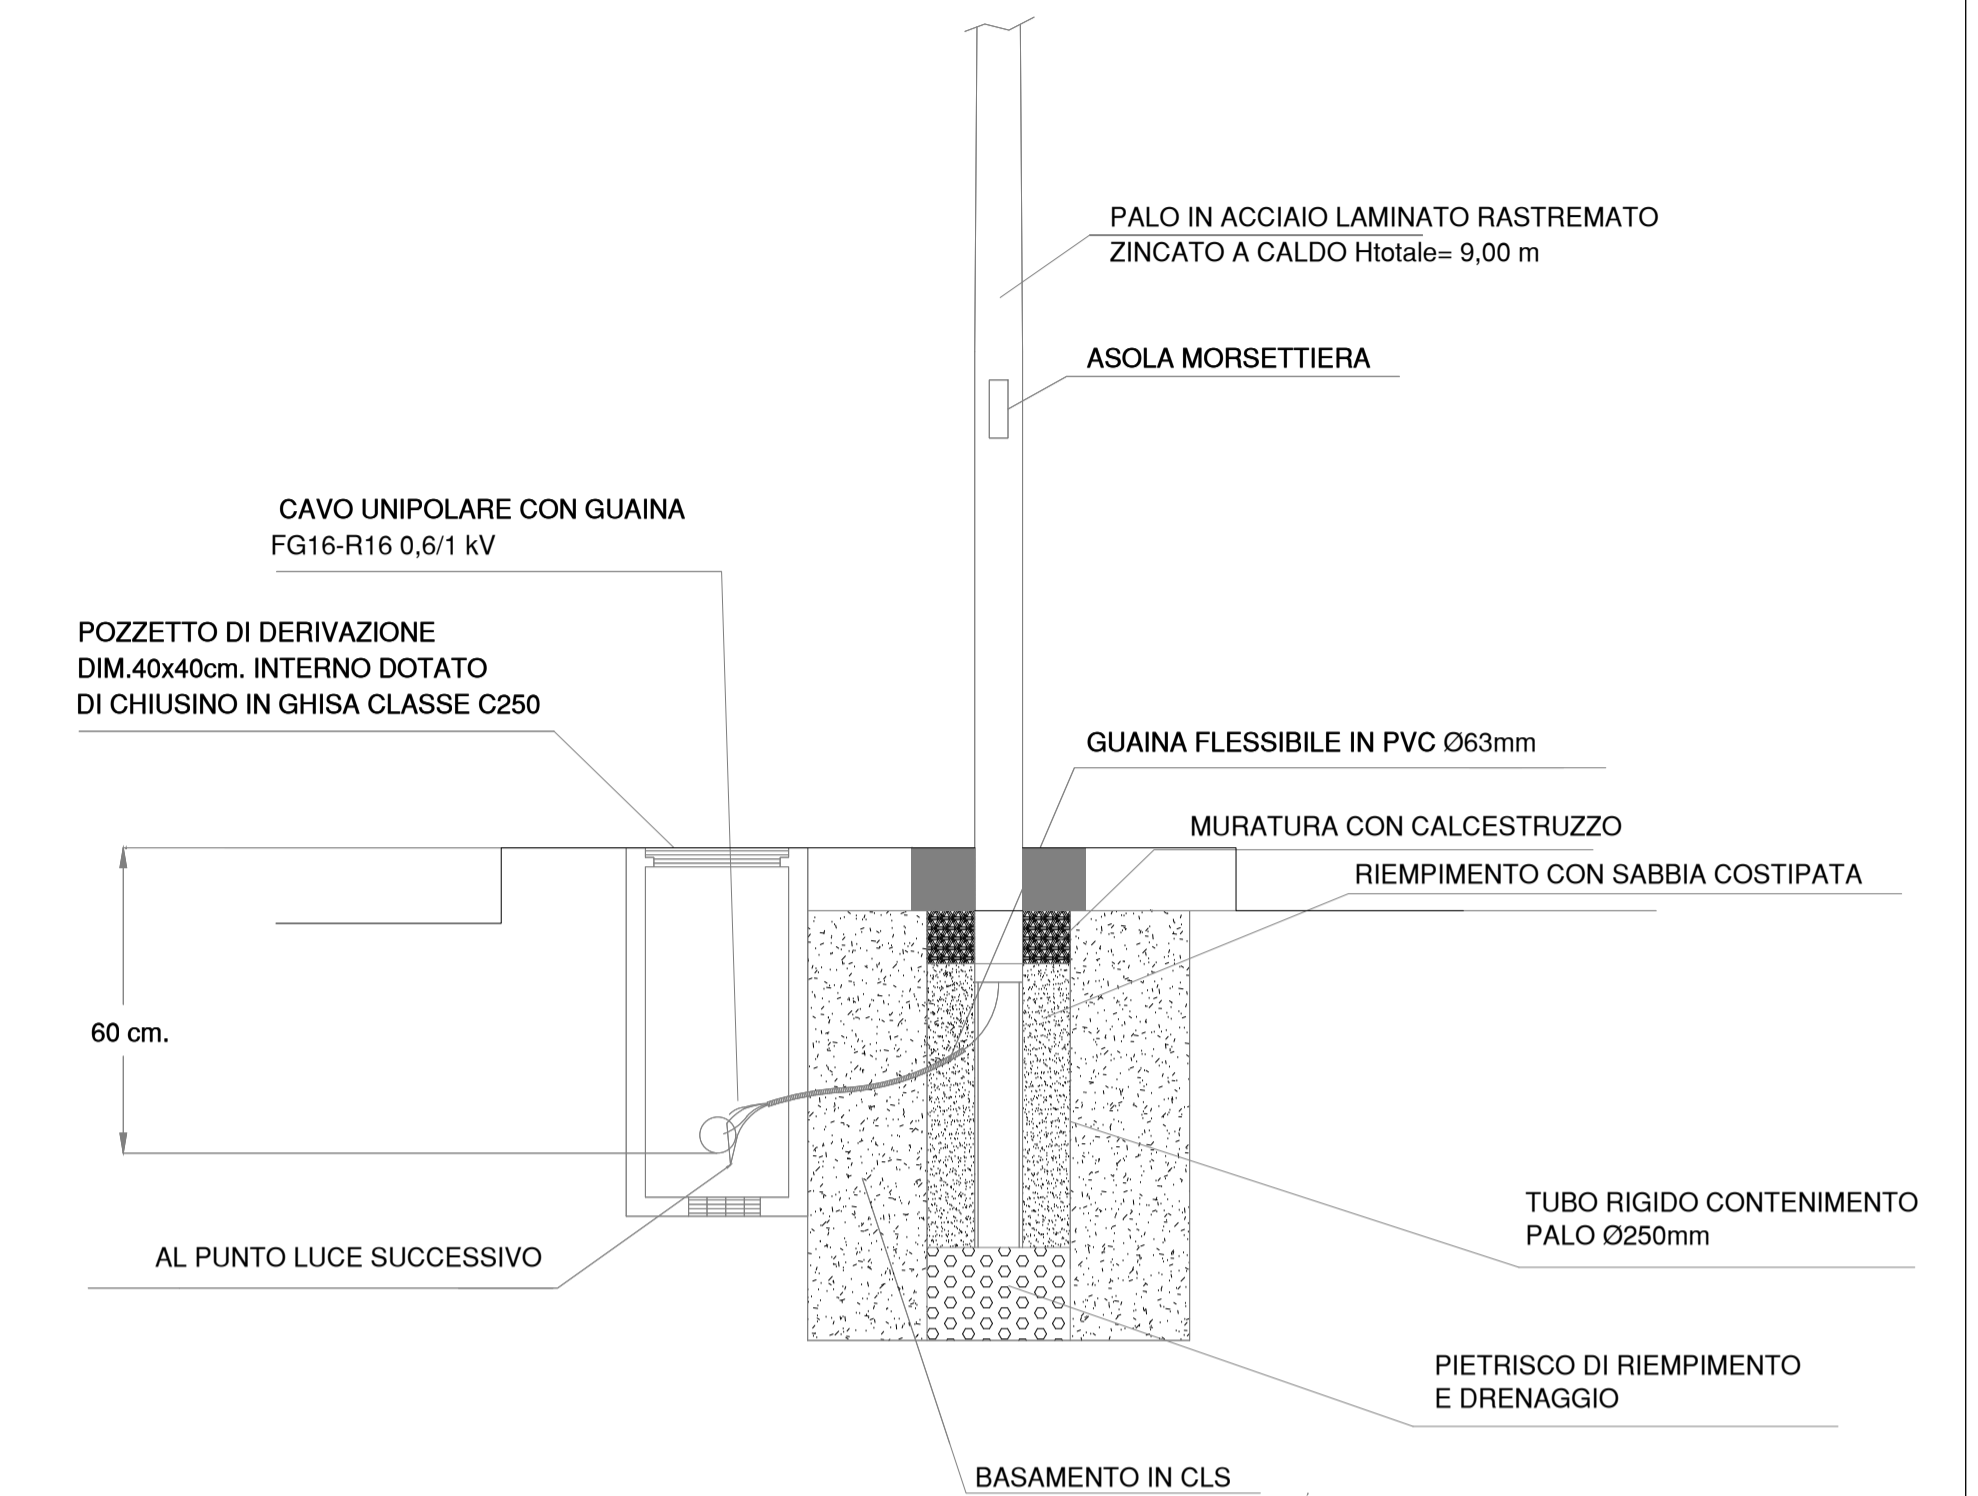 PALO IN ACCIAIO LAMINATO RASTREMATO
ZINCATO A CALDO Htotale= 9,00 m
ASOLA MORSETTIERA
CAVO UNIPOLARE CON GUAINA
FG16-R16 0,6/1 kV
POZZETTO DI DERIVAZIONE
DIM.40x40cm. INTERNO DOTATO
DI CHIUSINO IN GHISA CLASSE C250
GUAINA FLESSIBILE IN PVC Ø63mm
MURATURA CON CALCESTRUZZO
RIEMPIMENTO CON SABBIA COSTIPATA
60 cm.
TUBO RIGIDO CONTENIMENTO
PALO Ø250mm
AL PUNTO LUCE SUCCESSIVO
PIETRISCO DI RIEMPIMENTO
E DRENAGGIO
BASAMENTO IN CLS